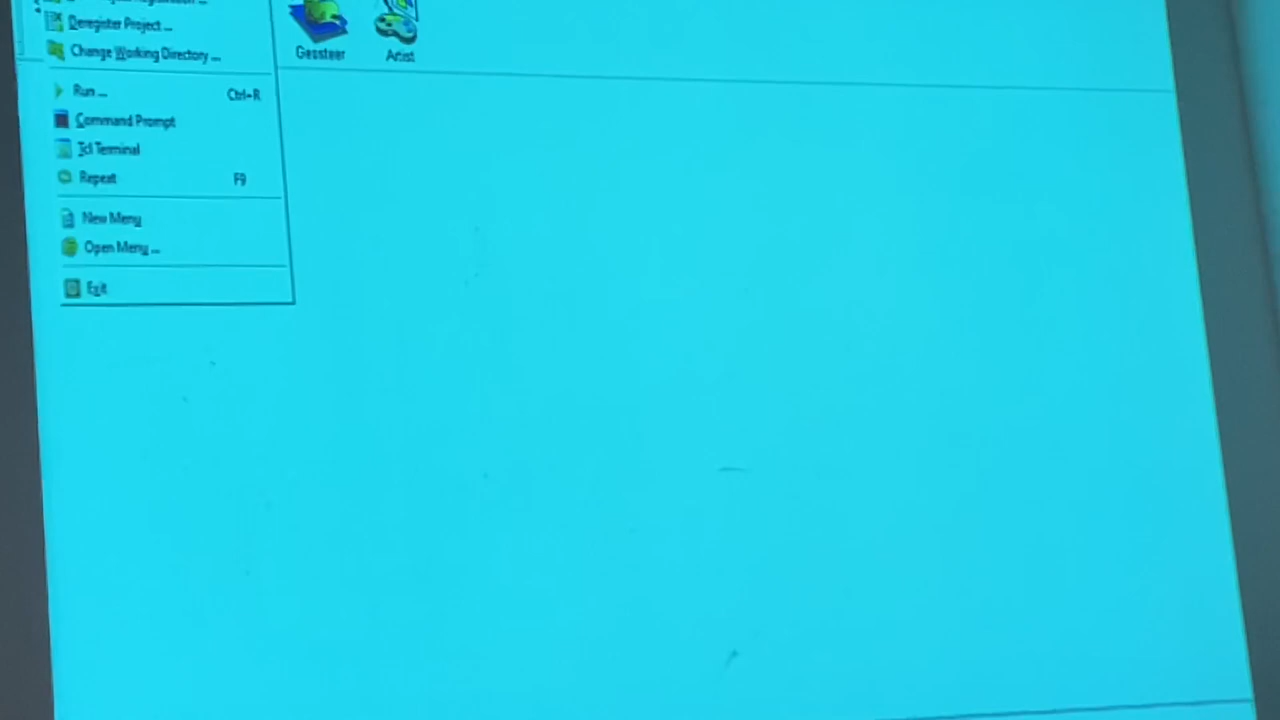 Deregister Project ...
Change Working Directory ...
Run ... Ctrl+R
Command Prompt
Tcl Terminal
Repeat F9
New Menu
Open Menu ...
Exit
Geosteer
Artist